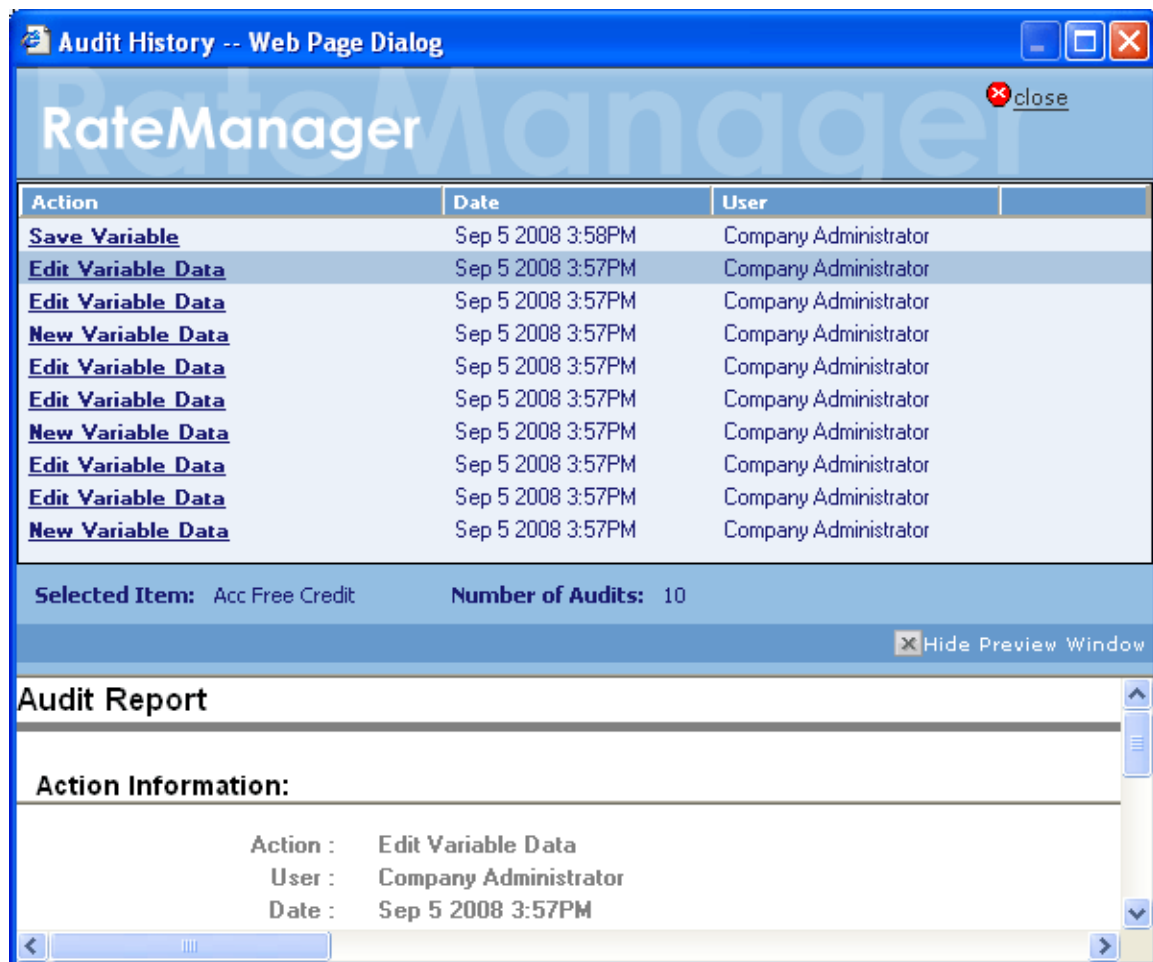 Audit History -- Web Page Dialog
RateManager
RateManager
close
Action Date User
Save Variable Sep 5 2008 3:58PM Company Administrator
Edit Variable Data Sep 5 2008 3:57PM Company Administrator
Edit Variable Data Sep 5 2008 3:57PM Company Administrator
New Variable Data Sep 5 2008 3:57PM Company Administrator
Edit Variable Data Sep 5 2008 3:57PM Company Administrator
Edit Variable Data Sep 5 2008 3:57PM Company Administrator
New Variable Data Sep 5 2008 3:57PM Company Administrator
Edit Variable Data Sep 5 2008 3:57PM Company Administrator
Edit Variable Data Sep 5 2008 3:57PM Company Administrator
New Variable Data Sep 5 2008 3:57PM Company Administrator
Selected Item: Acc Free Credit Number of Audits: 10
Hide Preview Window
Audit Report
Action Information:
Action : Edit Variable Data
User : Company Administrator
Date : Sep 5 2008 3:57PM